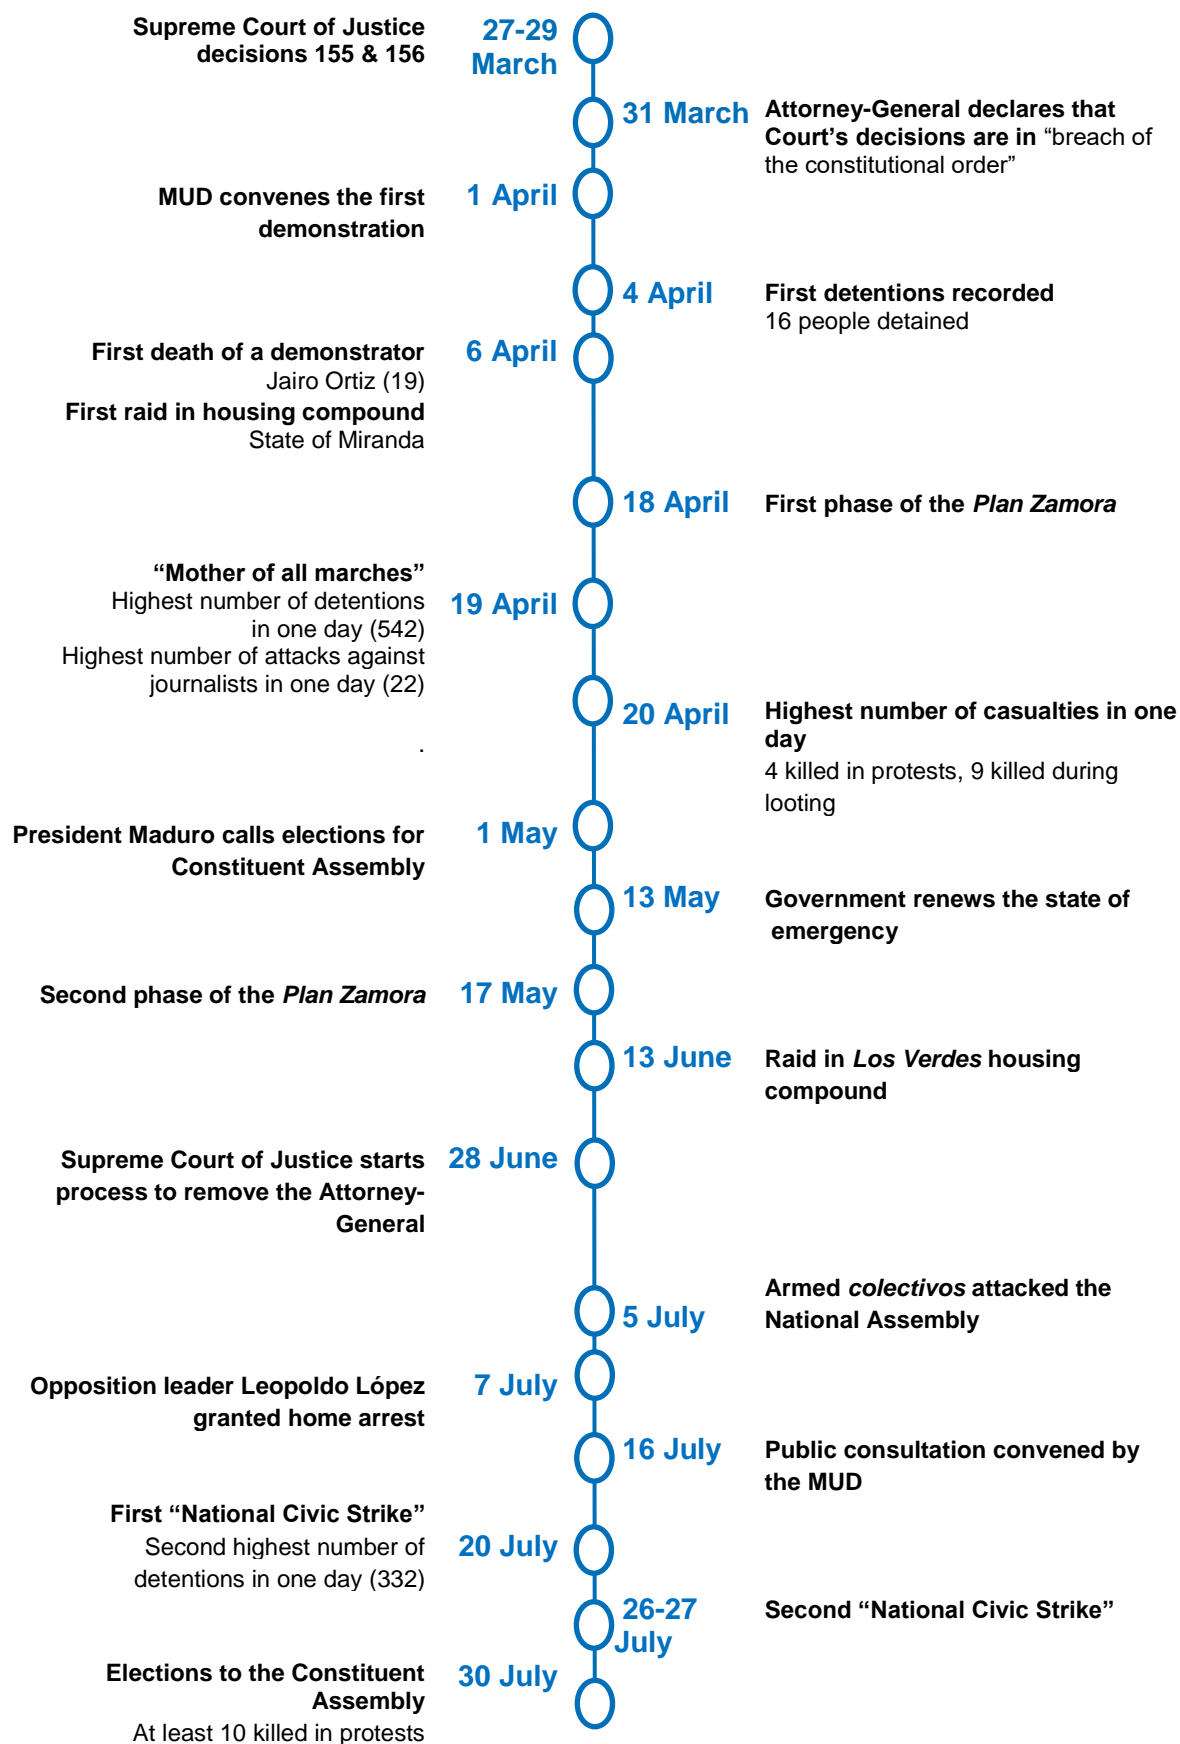 Supreme Court of Justice
decisions 155 & 156
27-29
March
31 March
Attorney-General declares that
Court’s decisions are in “breach of
the constitutional order”
MUD convenes the first
demonstration
1 April
4 April
First detentions recorded
16 people detained
First death of a demonstrator
Jairo Ortiz (19)
First raid in housing compound
State of Miranda
6 April
18 April
First phase of the Plan Zamora
“Mother of all marches”
Highest number of detentions
in one day (542)
Highest number of attacks against
journalists in one day (22)
.
19 April
20 April
Highest number of casualties in one
day
4 killed in protests, 9 killed during
looting
President Maduro calls elections for
Constituent Assembly
1 May
13 May
Government renews the state of
emergency
Second phase of the Plan Zamora
17 May
13 June
Raid in Los Verdes housing
compound
Supreme Court of Justice starts
process to remove the Attorney-
General
28 June
5 July
Armed colectivos attacked the
National Assembly
Opposition leader Leopoldo López
granted home arrest
7 July
16 July
Public consultation convened by
the MUD
First “National Civic Strike”
Second highest number of
detentions in one day (332)
20 July
26-27
July
Second “National Civic Strike”
Elections to the Constituent
Assembly
At least 10 killed in protests
30 July